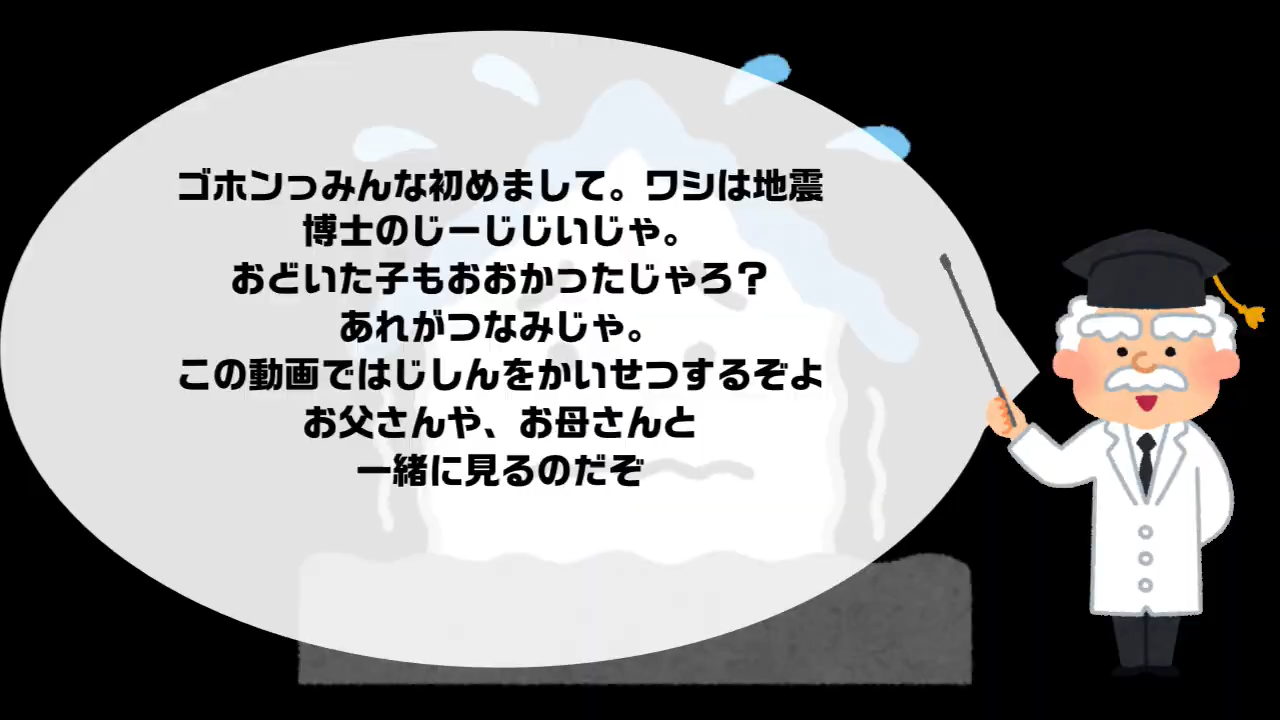 ゴホンっみんな初めまして。ワシは地震
博士のじーじじいじゃ。
おどいた子もおおかったじゃろ？
あれがつなみじゃ。
この動画ではじしんをかいせつするぞよ
お父さんや、お母さんと
一緒に見るのだぞ